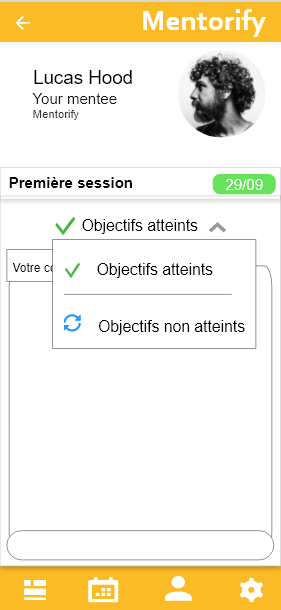 Mentorify
Lucas Hood
Your mentee
Mentorify
Première session
29/09
Objectifs atteints
Votre co
Objectifs atteints
Objectifs non atteints